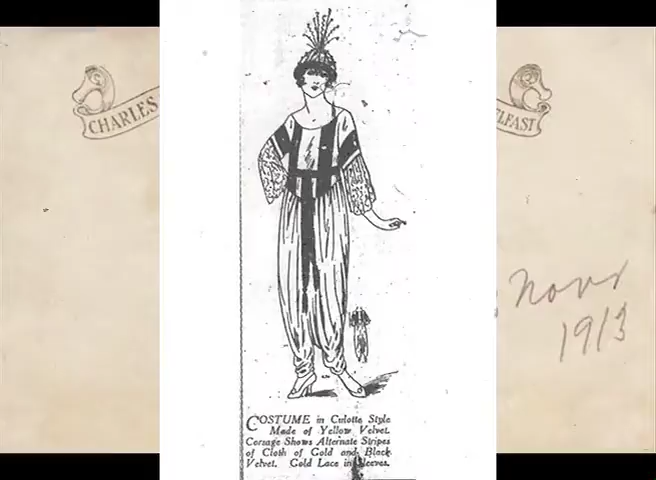 CHARLES
ELFAST
Novr
1913
COSTUME in Culotte Style
Made of Yellow Velvet.
Corsage Shows Alternate Stripes
of Cloth of Gold and Black
Velvet. Gold Lace in Sleeves.